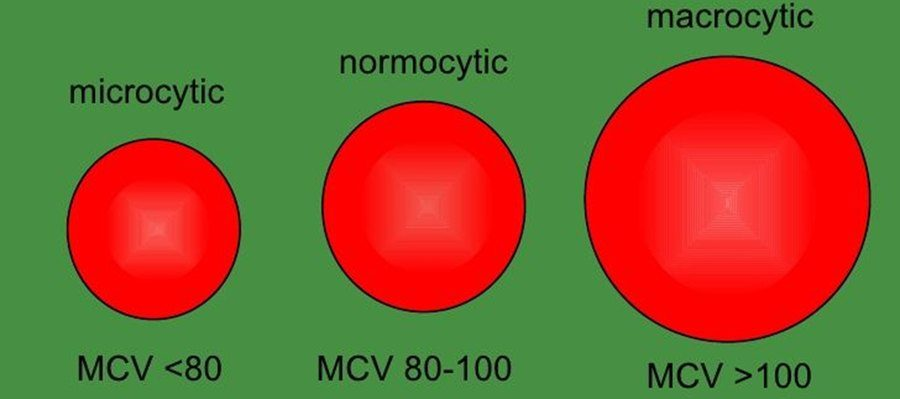 microcytic
normocytic
macrocytic
MCV <80
MCV 80-100
MCV >100